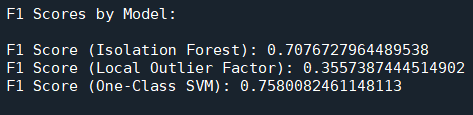 F1 Scores by Model:
F1 Score (Isolation Forest): 0.7076727964489538
F1 Score (Local Outlier Factor): 0.3557387444514902
F1 Score (One-Class SVM): 0.7580082461148113